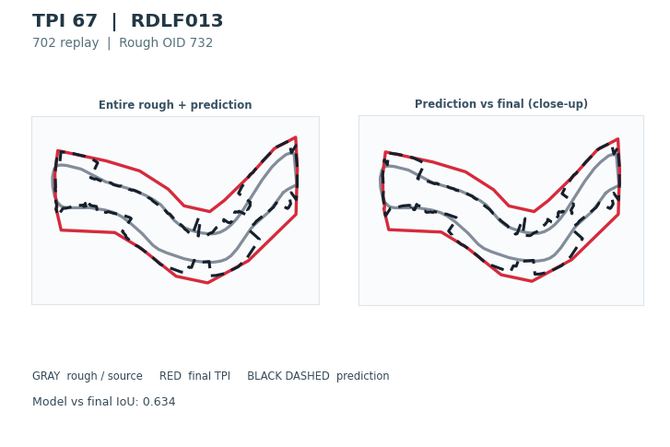 TPI 67 | RDLF013
702 replay | Rough OID 732
Entire rough + prediction
Prediction vs final (close-up)
GRAY rough / source RED final TPI BLACK DASHED prediction
Model vs final IoU: 0.634